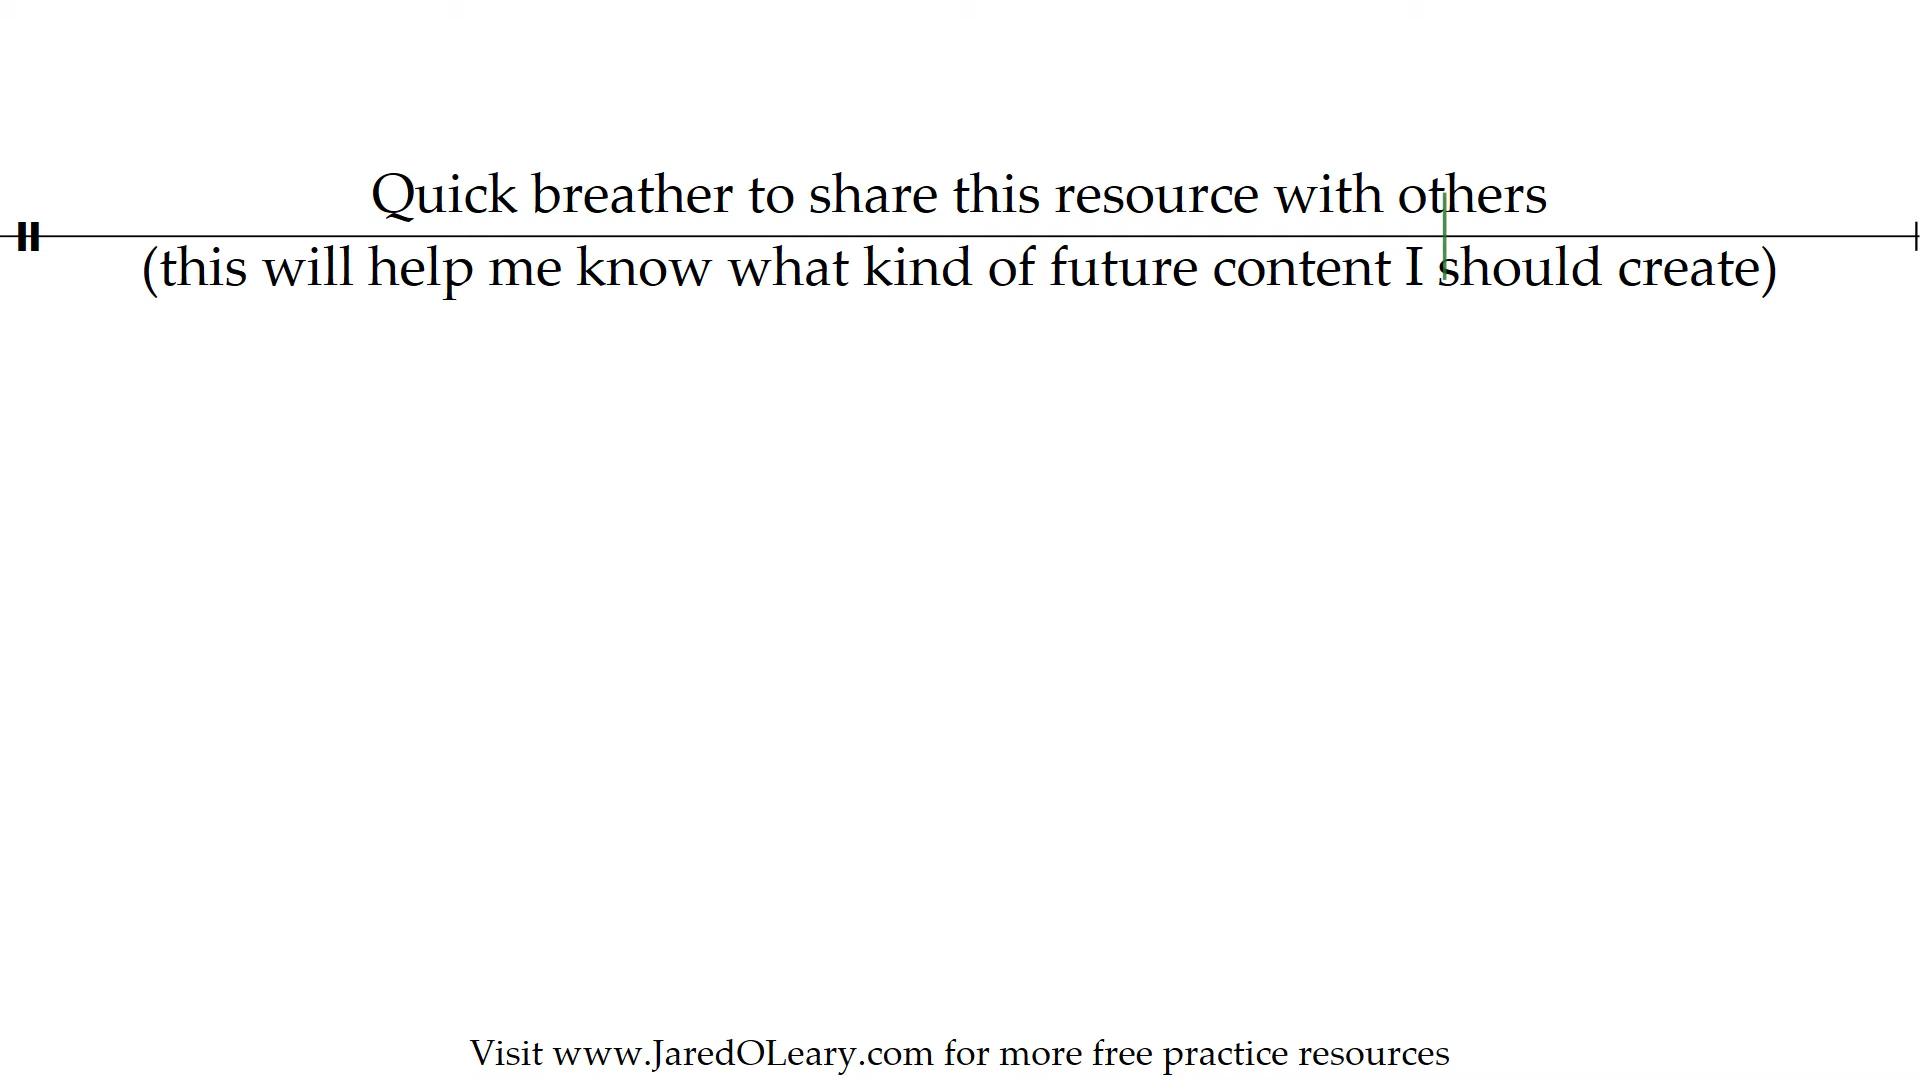 Quick breather to share this resource with others
(this will help me know what kind of future content I should create)
Visit www.JaredOLeary.com for more free practice resources